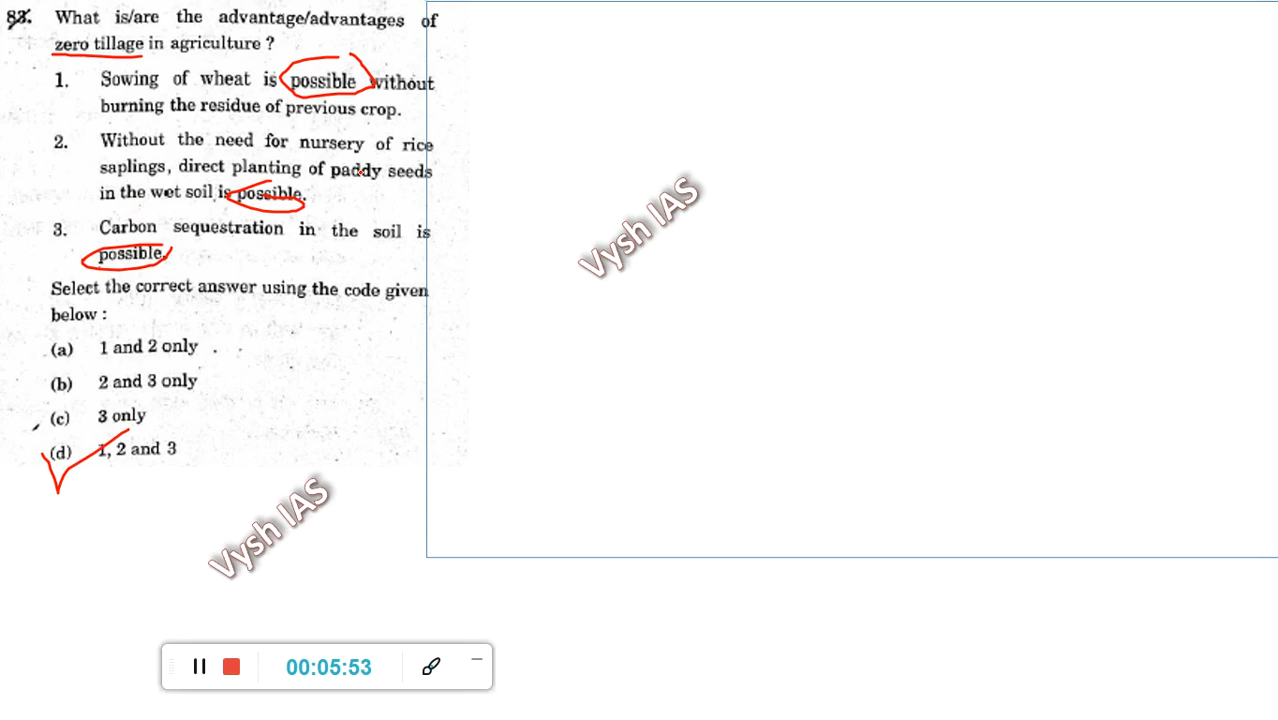 83. What is/are the advantage/advantages of
zero tillage in agriculture ?
1. Sowing of wheat is possible without
burning the residue of previous crop.
2. Without the need for nursery of rice
saplings, direct planting of paddy seeds
in the wet soil is possible.
3. Carbon sequestration in the soil is
possible.
Select the correct answer using the code given
below :
(a) 1 and 2 only
(b) 2 and 3 only
(c) 3 only
(d) 1, 2 and 3
Vysh IAS
Vysh IAS
00:05:53